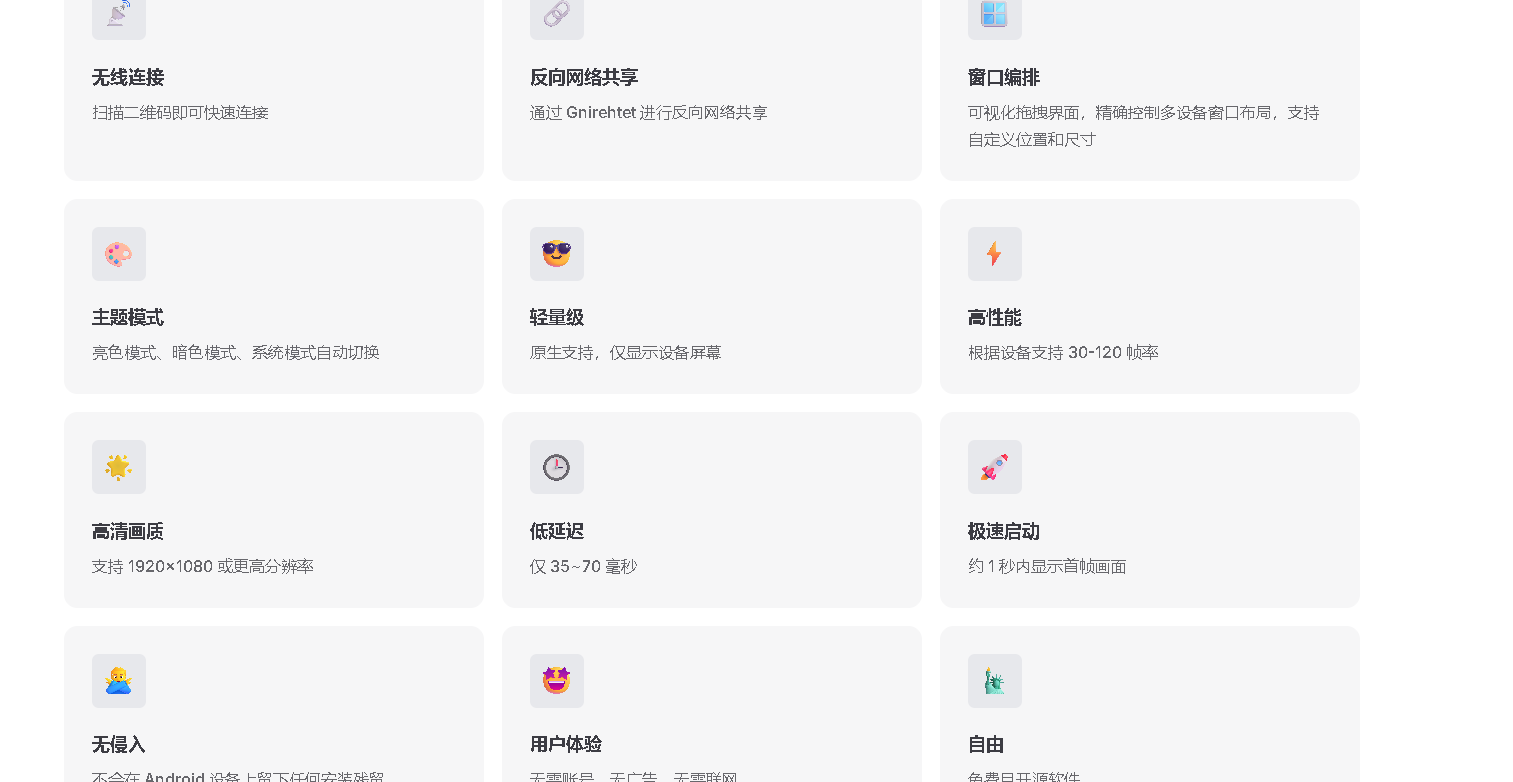 无线连接
扫描二维码即可快速连接
反向网络共享
通过 Gnirehtet 进行反向网络共享
窗口编排
可视化拖拽界面，精确控制多设备窗口布局，支持
自定义位置和尺寸
主题模式
亮色模式、暗色模式、系统模式自动切换
轻量级
原生支持，仅显示设备屏幕
高性能
根据设备支持 30-120 帧率
高清画质
支持 1920×1080 或更高分辨率
低延迟
仅 35~70 毫秒
极速启动
约 1 秒内显示首帧画面
无侵入
不会在 Android 设备上留下任何安装残留
用户体验
无需账号、无广告、无需联网
自由
免费且开源软件